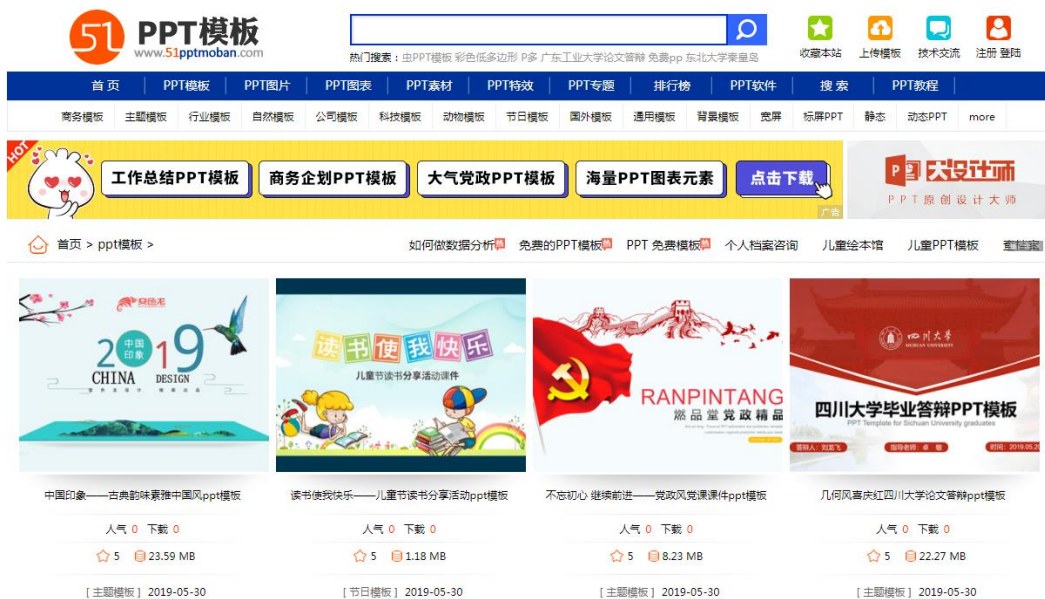 51 PPT模板
www.51pptmoban.com
热门搜索：中PPT模板 彩色低多边形 P多 广东工业大学论文答辩 免费pp 东北大学秦皇岛
收藏本站 上传模板 技术交流 注册 登陆
首 页 PPT模板 PPT图片 PPT图表 PPT素材 PPT特效 PPT专题 排行榜 PPT软件 搜 索 PPT教程
商务模板 主题模板 行业模板 自然模板 公司模板 科技模板 动物模板 节日模板 国外模板 通用模板 背景模板 宽屏 标屏PPT 静态 动态PPT more
HOT 工作总结PPT模板 商务企划PPT模板 大气党政PPT模板 海量PPT图表元素 点击下载 广告
P 大设计师
PPT原创设计大师
首页 > ppt模板 > 如何做数据分析热 免费的PPT模板热 PPT 免费模板热 个人档案咨询 儿童绘本馆 儿童PPT模板
2019
中国
印象
CHINA DESIGN
读书使我快乐
儿童节读书分享活动课件
RANPINTANG
燃品堂党政精品
四川大学
SICHUAN UNIVERSITY
四川大学毕业答辩PPT模板
PPT Template for Sichuan University graduates
答辩人：刘龙飞 指导老师：卓 敏 时间：2019.05.20
中国印象——古典韵味素雅中国风ppt模板 读书使我快乐——儿童节读书分享活动ppt模板 不忘初心 继续前进——党政风党课课件ppt模板 几何风喜庆红四川大学论文答辩ppt模板
人气 0 下载 0 人气 0 下载 0 人气 0 下载 0 人气 0 下载 0
5 23.59 MB 5 1.18 MB 5 8.23 MB 5 22.27 MB
[ 主题模板 ] 2019-05-30 [ 节日模板 ] 2019-05-30 [ 主题模板 ] 2019-05-30 [ 主题模板 ] 2019-05-30